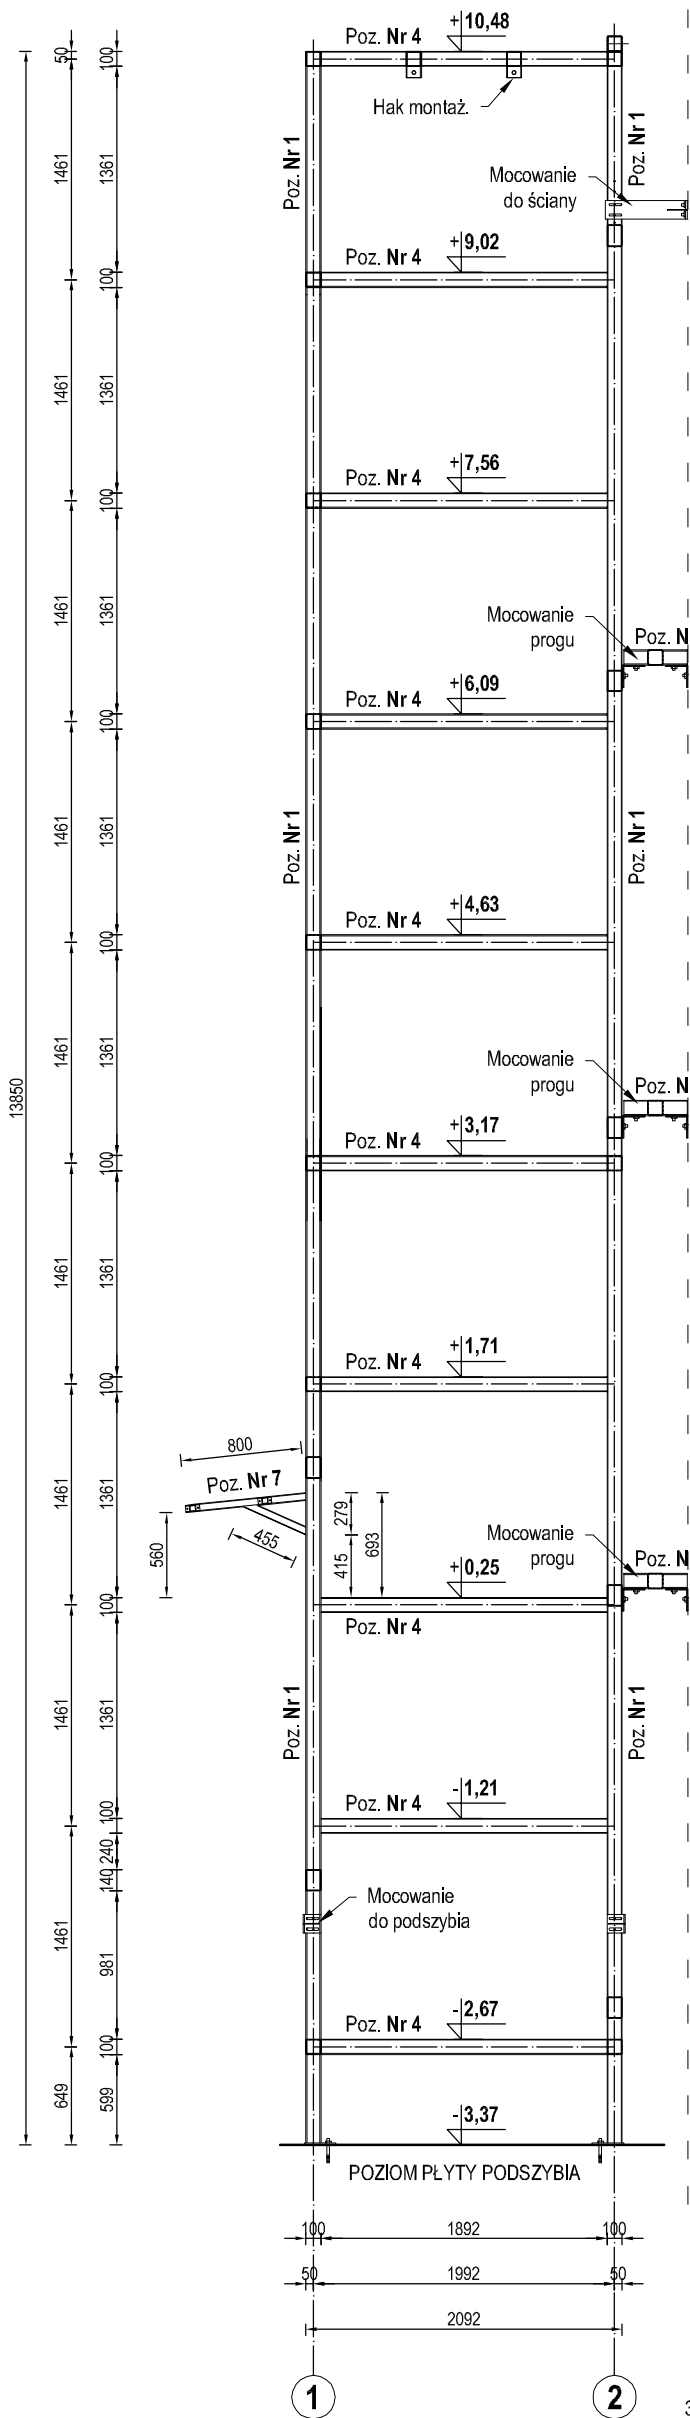 Poz. Nr 4
+10,48
50
100
Hak montaż.
1461
1361
Poz. Nr 1
Poz. Nr 1
Mocowanie
do ściany
Poz. Nr 4
+9,02
100
1461
1361
Poz. Nr 4
+7,56
100
1461
1361
Mocowanie
progu
Poz. N
Poz. Nr 4
+6,09
100
1461
1361
Poz. Nr 1
Poz. Nr 1
Poz. Nr 4
+4,63
100
13850
1461
1361
Mocowanie
progu
Poz. N
Poz. Nr 4
+3,17
100
1461
1361
Poz. Nr 4
+1,71
100
1461
1361
800
Poz. Nr 7
560
455
279
415
693
Mocowanie
progu
Poz. N
+0,25
100
Poz. Nr 4
1461
1361
Poz. Nr 1
Poz. Nr 1
Poz. Nr 4
-1,21
100
240
140
1461
981
Mocowanie
do podszybia
Poz. Nr 4
-2,67
100
649
599
-3,37
POZIOM PŁYTY PODSZYBIA
100 1892 100
50 1992 50
2092
1 2